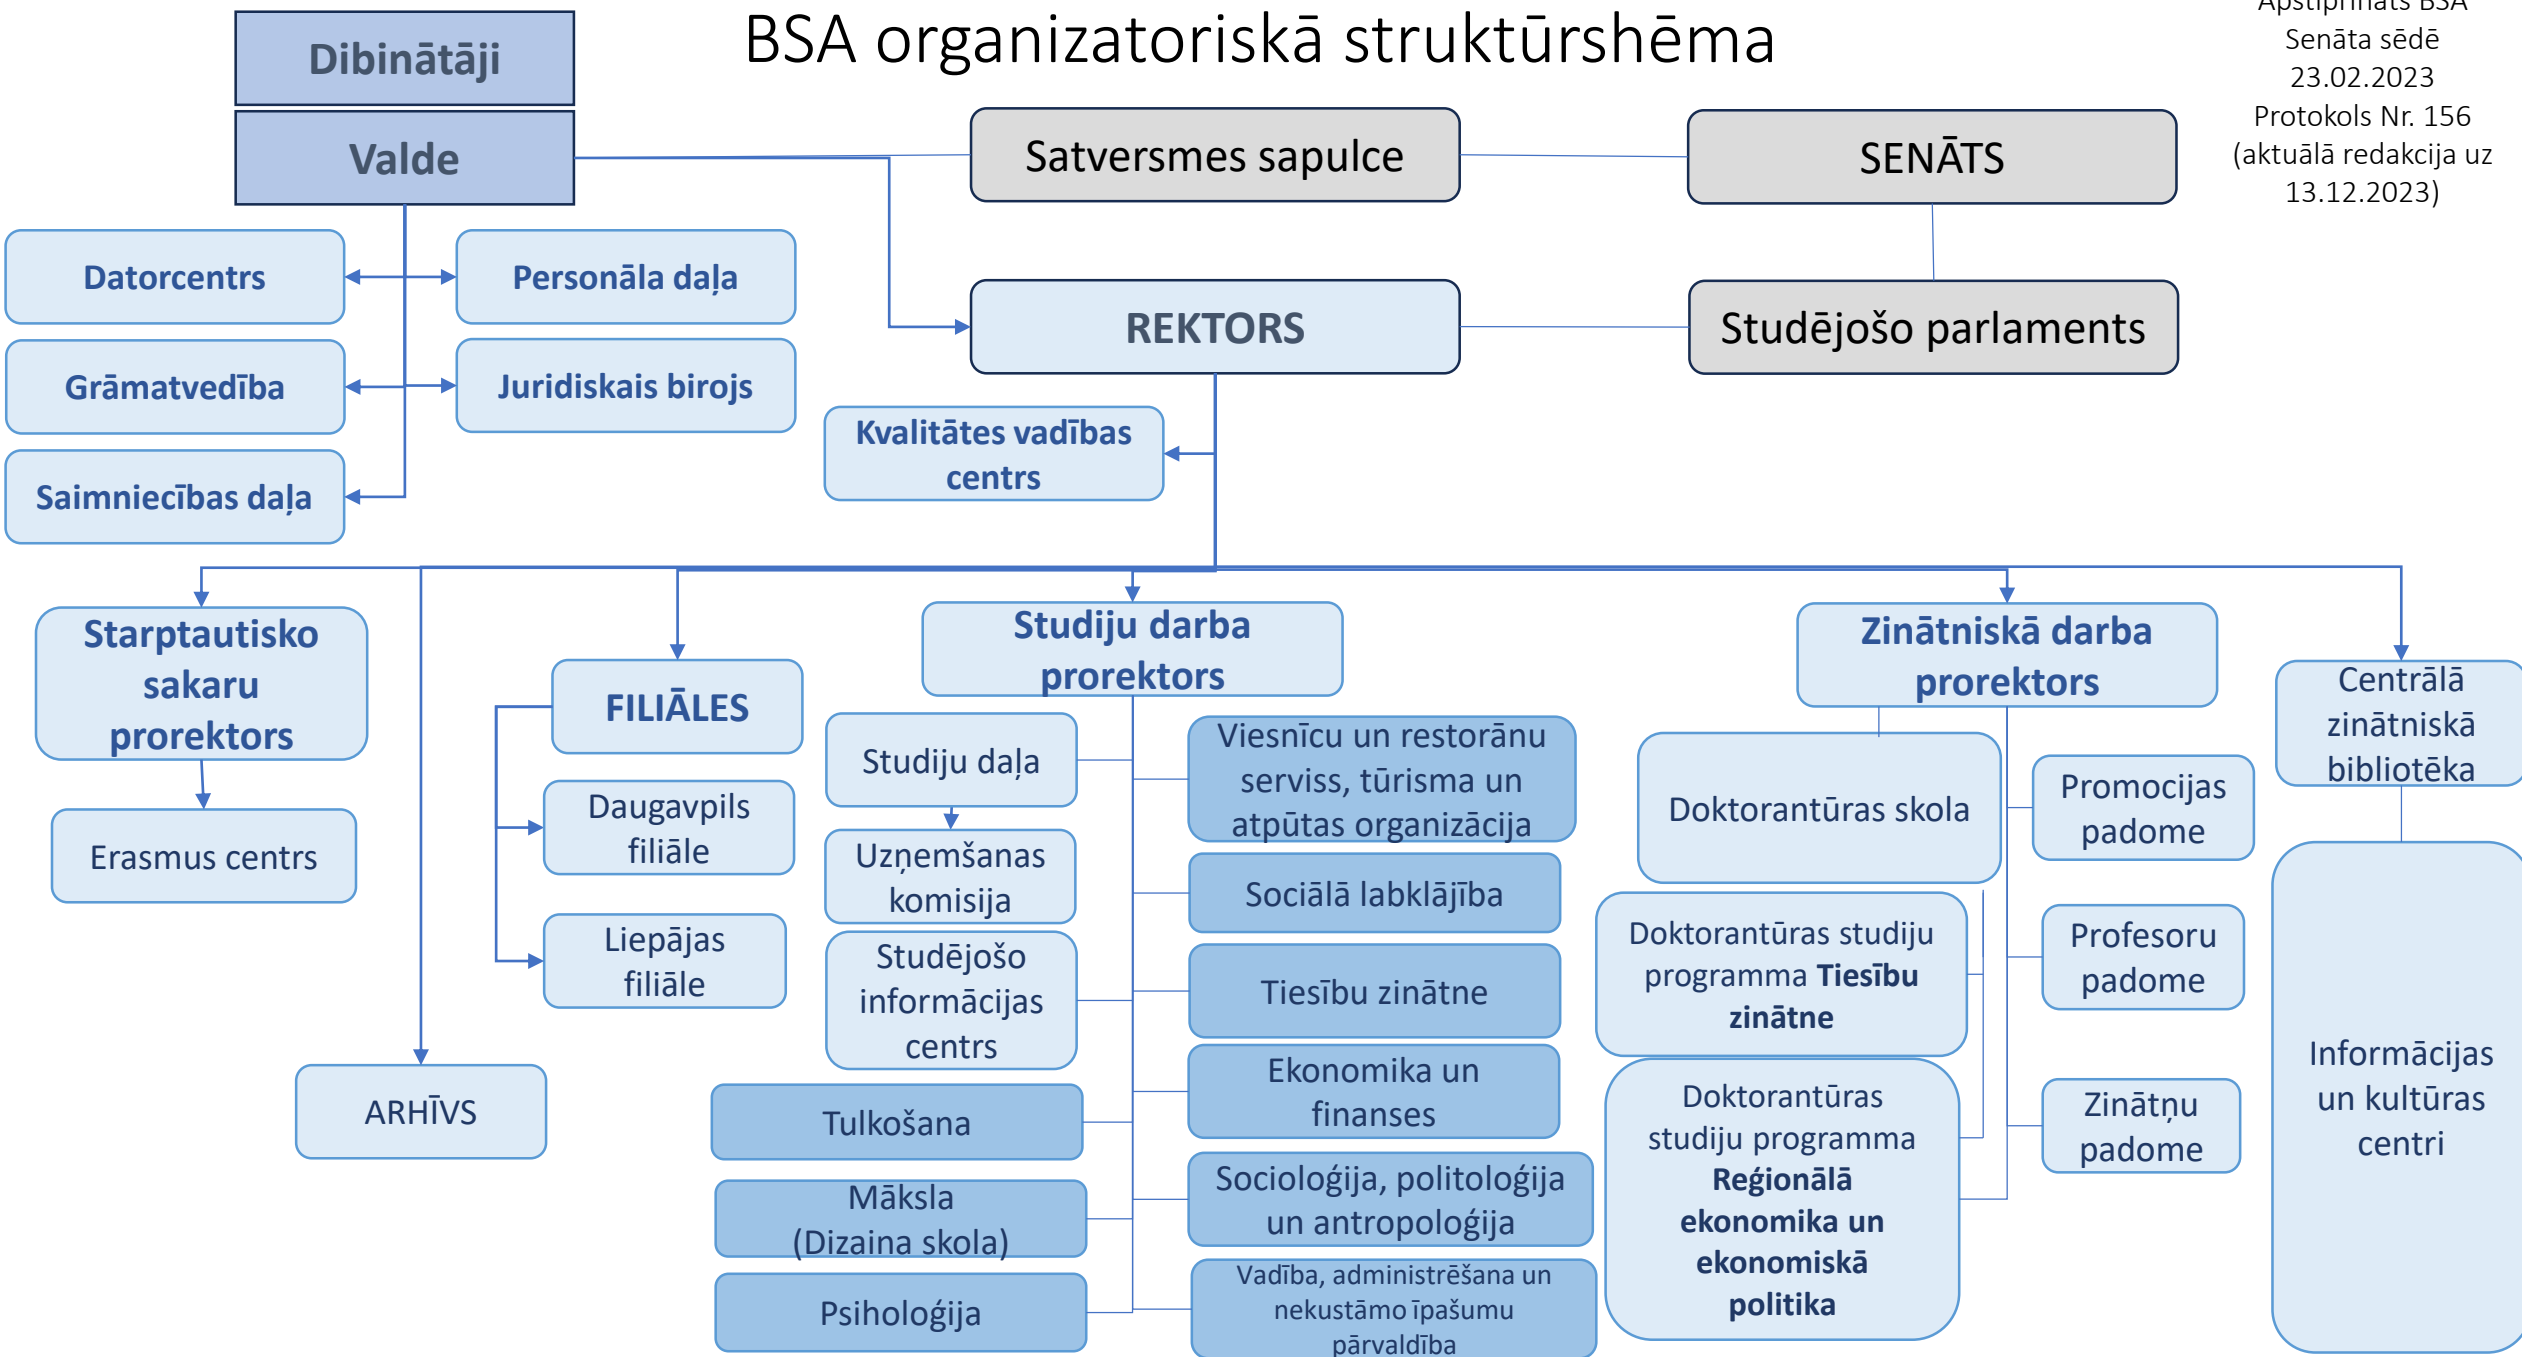 BSA organizatoriskā struktūrshēma
Apstiprināts BSA
Senāta sēdē
23.02.2023
Protokols Nr. 156
(aktuālā redakcija uz
13.12.2023)
Dibinātāji
Valde
Satversmes sapulce
SENĀTS
Datorcentrs
Personāla daļa
REKTORS
Studējošo parlaments
Grāmatvedība
Juridiskais birojs
Kvalitātes vadības
centrs
Saimniecības daļa
Starptautisko
sakaru
prorektors
Erasmus centrs
ARHĪVS
FILIĀLES
Daugavpils
filiāle
Liepājas
filiāle
Studiju darba
prorektors
Studiju daļa
Uzņemšanas
komisija
Studējošo
informācijas
centrs
Tulkošana
Māksla
(Dizaina skola)
Psiholoģija
Viesnīcu un restorānu
serviss, tūrisma un
atpūtas organizācija
Sociālā labklājība
Tiesību zinātne
Ekonomika un
finanses
Socioloģija, politoloģija
un antropoloģija
Vadība, administrēšana un
nekustāmo īpašumu
pārvaldība
Zinātniskā darba
prorektors
Doktorantūras skola
Doktorantūras studiju
programma Tiesību
zinātne
Doktorantūras
studiju programma
Reģionālā
ekonomika un
ekonomiskā
politika
Promocijas
padome
Profesoru
padome
Zinātņu
padome
Centrālā
zinātniskā
bibliotēka
Informācijas
un kultūras
centri